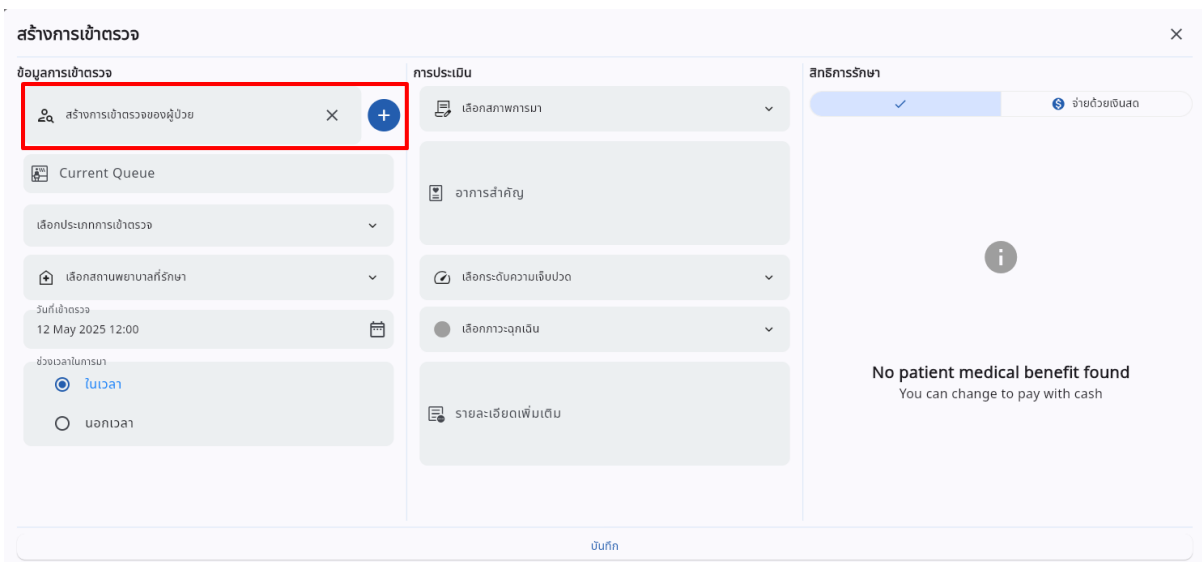 สร้างการเข้าตรวจ
ข้อมูลการเข้าตรวจ
สร้างการเข้าตรวจของผู้ป่วย
Current Queue
เลือกประเภทการเข้าตรวจ
เลือกสถานพยาบาลที่รักษา
วันที่เข้าตรวจ
12 May 2025 12:00
ช่วงเวลาในการมา
ในเวลา
นอกเวลา
การประเมิน
เลือกสภาพการมา
อาการสำคัญ
เลือกระดับความเจ็บปวด
เลือกภาวะฉุกเฉิน
รายละเอียดเพิ่มเติม
สิทธิการรักษา
จ่ายด้วยเงินสด
No patient medical benefit found
You can change to pay with cash
บันทึก